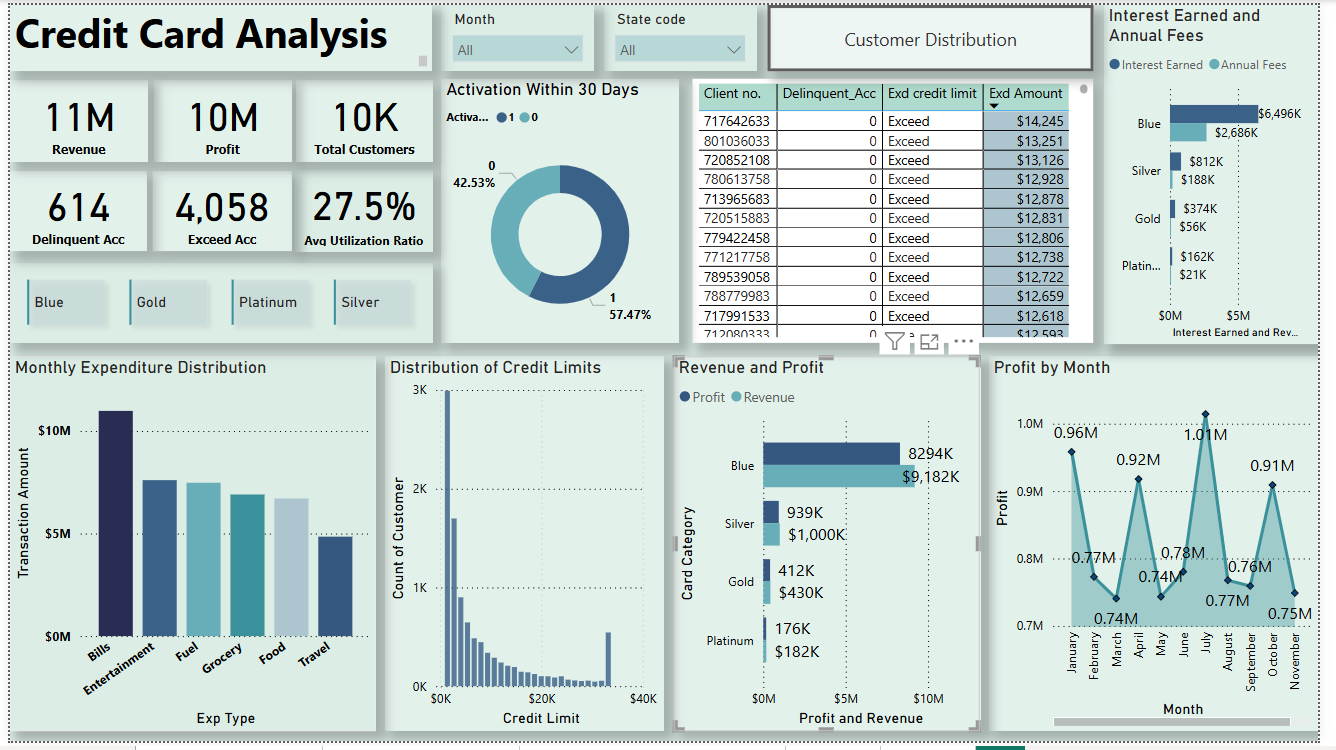 Credit Card Analysis
Month
All
State code
All
Customer Distribution
Interest Earned and
Annual Fees
Interest Earned Annual Fees
Blue
$6,496K
$2,686K
Silver
$812K
$188K
Gold
$374K
$56K
Platin...
$162K
$21K
$0M $5M
Interest Earned and Rev...
11M
Revenue
10M
Profit
10K
Total Customers
614
Delinquent Acc
4,058
Exceed Acc
27.5%
Avg Utilization Ratio
Blue
Gold
Platinum
Silver
Activation Within 30 Days
Activa... 1 0
0
42.53%
1
57.47%
Client no. Delinquent_Acc Exd credit limit Exd Amount
717642633 0 Exceed $14,245
801036033 0 Exceed $13,251
720852108 0 Exceed $13,126
780613758 0 Exceed $12,928
713965683 0 Exceed $12,878
720515883 0 Exceed $12,831
779422458 0 Exceed $12,806
771217758 0 Exceed $12,738
789539058 0 Exceed $12,722
788779983 0 Exceed $12,659
717991533 0 Exceed $12,618
712080333 0 $12,593
Monthly Expenditure Distribution
Transaction Amount
$10M
$5M
$0M
Bills Entertainment Fuel Grocery Food Travel
Exp Type
Distribution of Credit Limits
Count of Customer
3K
2K
1K
0K
$0K $20K $40K
Credit Limit
Revenue and Profit
Profit Revenue
Card Category
Blue
8294K
$9,182K
Silver
939K
$1,000K
Gold
412K
$430K
Platinum
176K
$182K
$0M $5M $10M
Profit and Revenue
Profit by Month
Profit
1.0M
0.9M
0.8M
0.7M
0.96M
0.77M
0.74M
0.92M
0.74M
0.78M
1.01M
0.77M
0.76M
0.91M
0.75M
January February March April May June July August September October November
Month